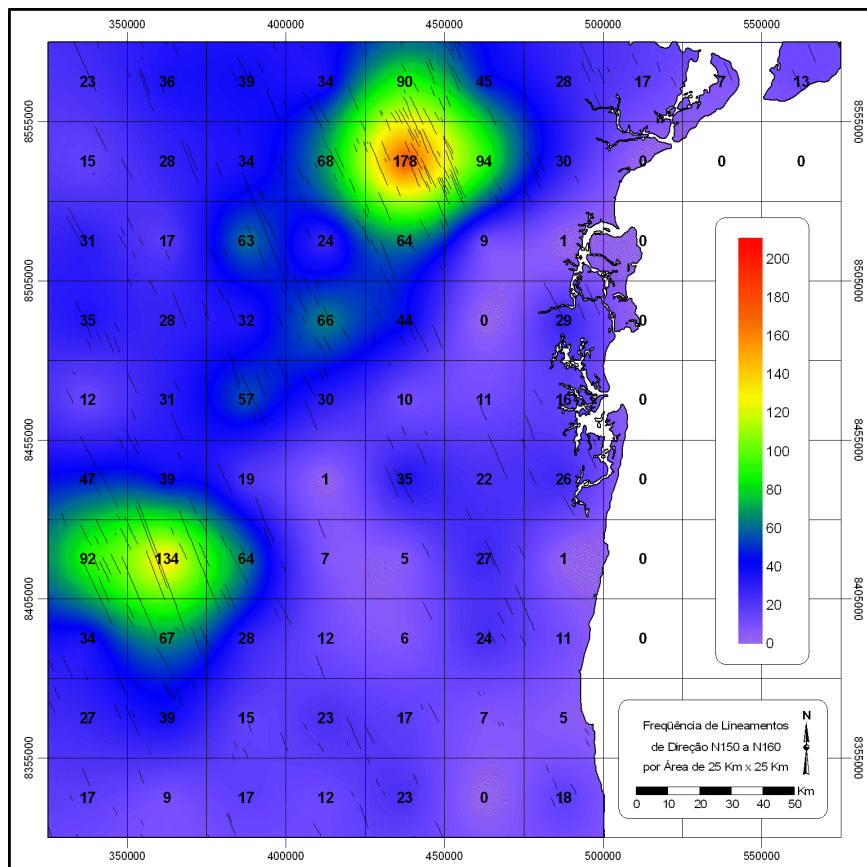 350000 400000 450000 500000 550000
23 36 39 34 90 45 28 17 7 13
8555000 8555000
15 28 34 68 178 94 30 0 0 0
31 17 63 24 64 9 1 0
200
8505000 8505000
180
35 28 32 66 44 0 29 0
160
140
12 31 57 30 10 11 16 0
120
8455000 8455000
100
47 39 19 1 35 22 26 0
80
60
92 134 64 7 5 27 1 0
40
8405000 8405000
20
34 67 28 12 6 24 11 0
0
27 39 15 23 17 7 5
Freqüência de Lineamentos
de Direção N150 a N160
por Área de 25 Km x 25 Km
N
8355000 8355000
17 9 17 12 23 0 18
Km
0 10 20 30 40 50
350000 400000 450000 500000 550000